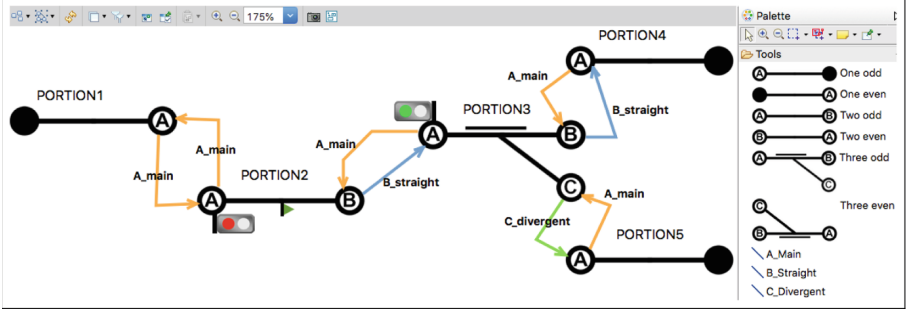 175%
Palette
PORTION4
Tools
A
A_main
A
One odd
PORTION1
B_straight
A
One even
PORTION3
A
B
Two odd
A
A
B
B
A
Two even
A_main
A_main
A
B
Three odd
A_main
PORTION2
B_straight
C
C
A_main
A
B
C
Three even
C_divergent
PORTION5
B
A
A
A_Main
B_Straight
C_Divergent